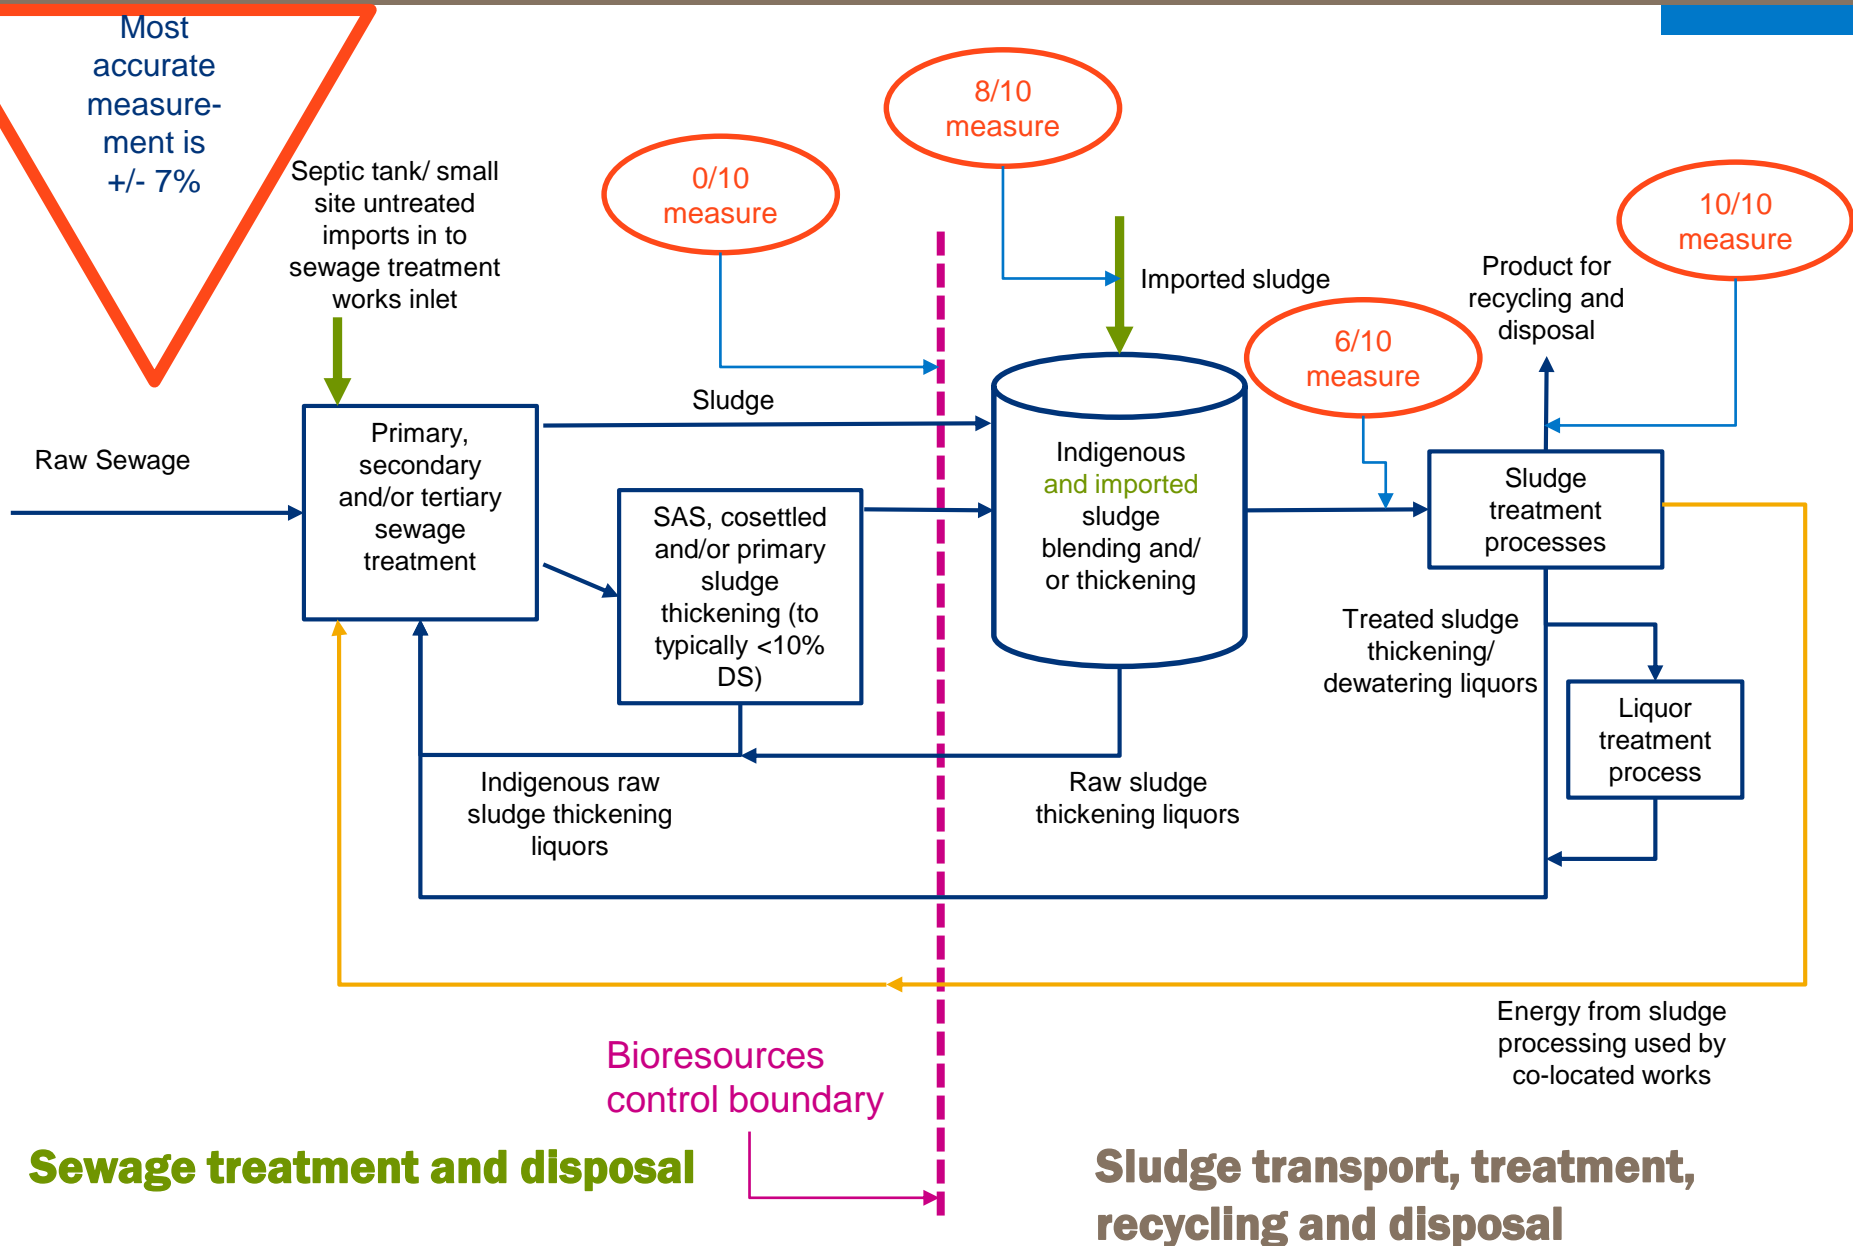 Most
accurate
measure-
ment is
+/- 7%
Septic tank/ small
site untreated
imports in to
sewage treatment
works inlet
0/10
measure
8/10
measure
10/10
measure
Imported sludge
Product for
recycling and
disposal
6/10
measure
Raw Sewage
Sludge
Primary,
secondary
and/or tertiary
sewage
treatment
SAS, cosettled
and/or primary
sludge
thickening (to
typically <10%
DS)
Indigenous
and imported
sludge
blending and/
or thickening
Sludge
treatment
processes
Treated sludge
thickening/
dewatering liquors
Liquor
treatment
process
Indigenous raw
sludge thickening
liquors
Raw sludge
thickening liquors
Energy from sludge
processing used by
co-located works
Bioresources
control boundary
Sewage treatment and disposal
Sludge transport, treatment,
recycling and disposal